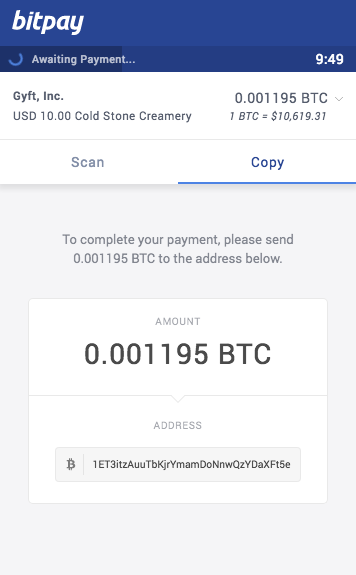 bitpay
Awaiting Payment... 9:49
Gyft, Inc. 0.001195 BTC
USD 10.00 Cold Stone Creamery 1 BTC = $10,619.31
Scan Copy
To complete your payment, please send
0.001195 BTC to the address below.
AMOUNT
0.001195 BTC
ADDRESS
1ET3itzAuuTbKjrYmamDoNnwQzYDaXFt5e